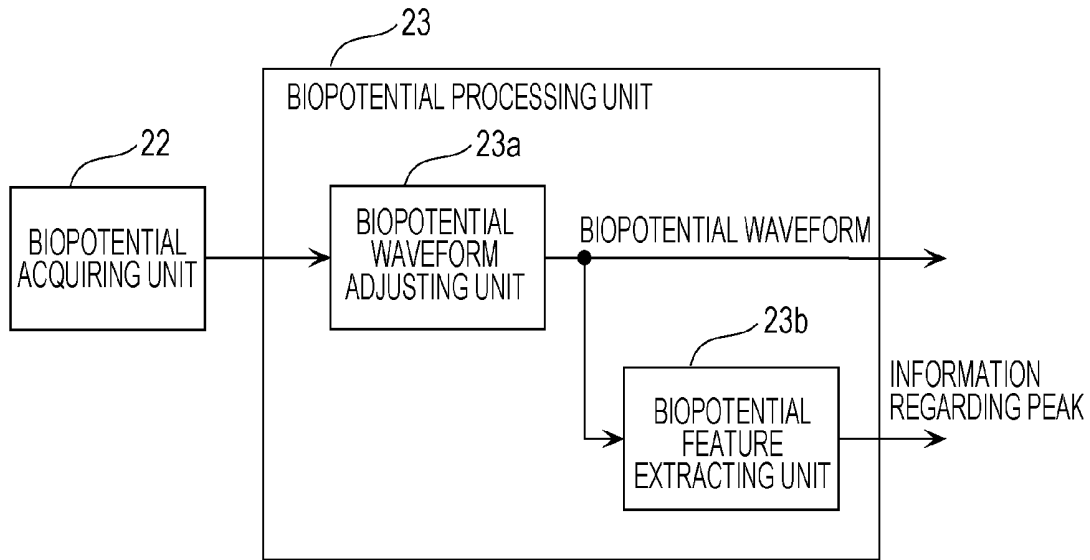 23
BIOPOTENTIAL PROCESSING UNIT
22
23a
BIOPOTENTIAL
ACQUIRING UNIT
BIOPOTENTIAL
WAVEFORM
ADJUSTING UNIT
BIOPOTENTIAL WAVEFORM
23b
BIOPOTENTIAL
FEATURE
EXTRACTING UNIT
INFORMATION
REGARDING PEAK